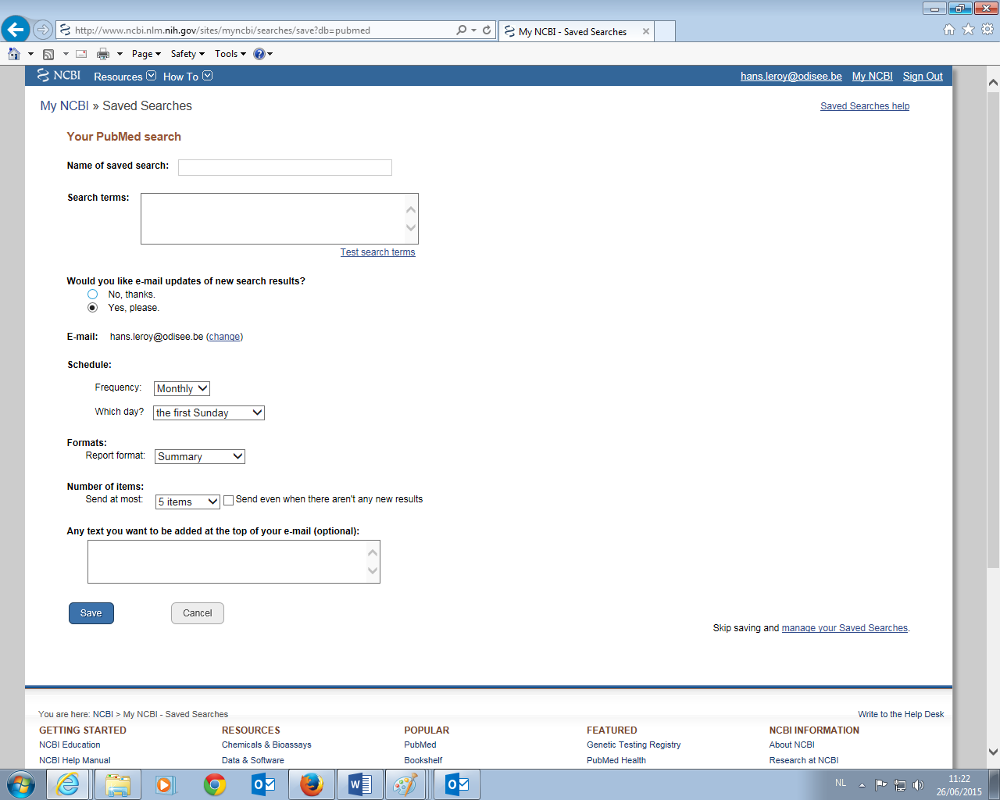 http://www.ncbi.nlm.nih.gov/sites/myncbi/searches/save?db=pubmed
My NCBI - Saved Searches
Page Safety Tools
NCBI Resources How To hans.leroy@odisee.be My NCBI Sign Out
My NCBI » Saved Searches Saved Searches help
Your PubMed search
Name of saved search:
Search terms:
Test search terms
Would you like e-mail updates of new search results?
No, thanks.
Yes, please.
E-mail: hans.leroy@odisee.be (change)
Schedule:
Frequency: Monthly
Which day? the first Sunday
Formats:
Report format: Summary
Number of items:
Send at most: 5 items Send even when there aren't any new results
Any text you want to be added at the top of your e-mail (optional):
Save Cancel
Skip saving and manage your Saved Searches.
You are here: NCBI > My NCBI - Saved Searches Write to the Help Desk
GETTING STARTED RESOURCES POPULAR FEATURED NCBI INFORMATION
NCBI Education Chemicals & Bioassays PubMed Genetic Testing Registry About NCBI
NCBI Help Manual Data & Software Bookshelf PubMed Health Research at NCBI
NL 11:22
26/06/2015